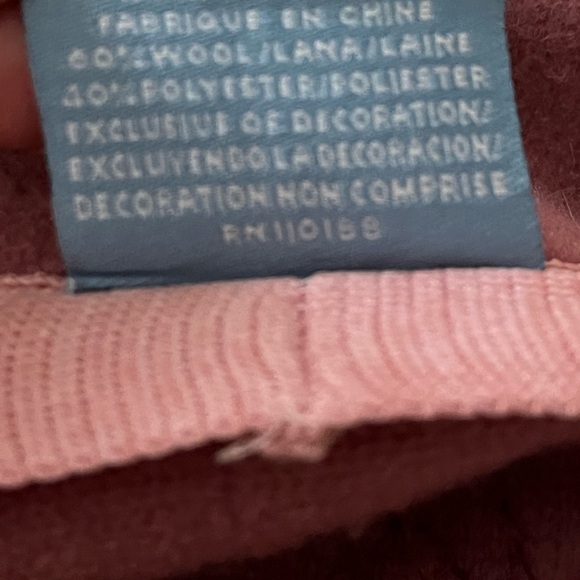 FABRIQUE EN CHINE
60% WOOL/LANA/LAINE
40% POLYESTER/POLIESTER
EXCLUSIVE OF DECORATION/
EXCLUYENDO LA DECORACION/
DECORATION NON COMPRISE
RN110158